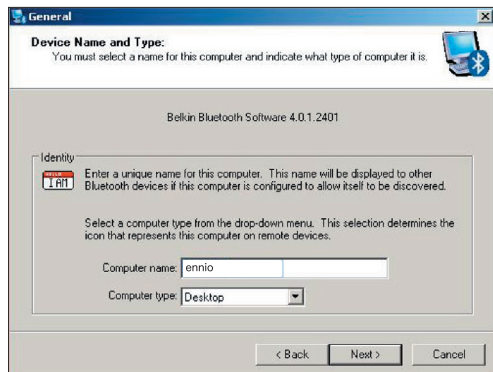 General
Device Name and Type:
You must select a name for this computer and indicate what type of computer it is.
Belkin Bluetooth Software 4.0.1.2401
Identity
HELLO
I AM
Enter a unique name for this computer. This name will be displayed to other
Bluetooth devices if this computer is configured to allow itself to be discovered.
Select a computer type from the drop-down menu. This selection determines the
icon that represents this computer on remote devices.
Computer name: ennio
Computer type: Desktop
< Back Next > Cancel